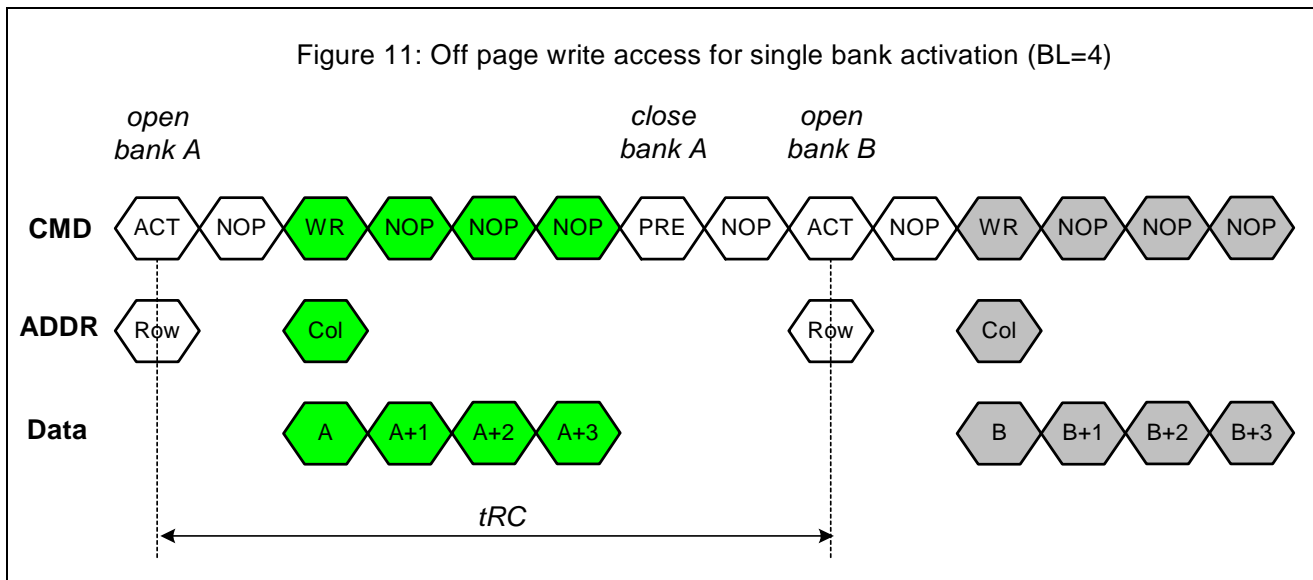 Figure 11: Off page write access for single bank activation (BL=4)
open
bank A
close
bank A
open
bank B
CMD ACT NOP WR NOP NOP NOP PRE NOP ACT NOP WR NOP NOP NOP
ADDR Row Col Row Col
Data A A+1 A+2 A+3 B B+1 B+2 B+3
tRC